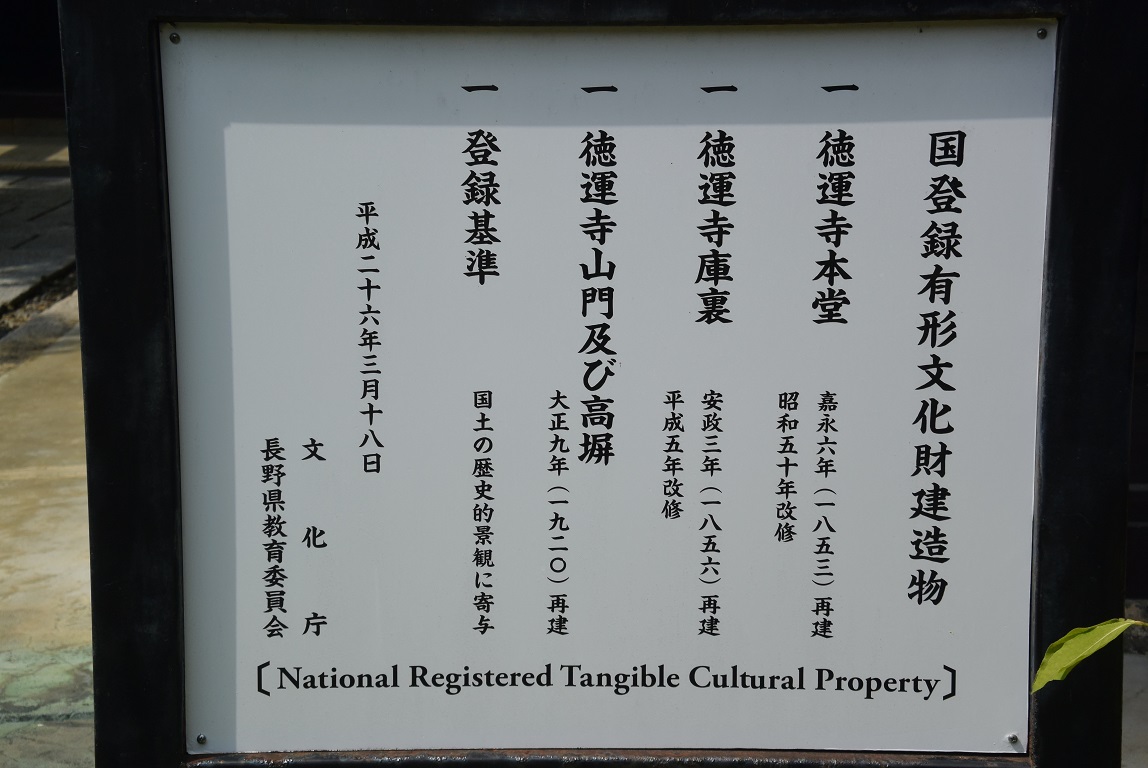 国登録有形文化財建造物
一 徳運寺本堂
嘉永六年（一八五三）再建
昭和五十年改修
一 徳運寺庫裏
安政三年（一八五六）再建
平成五年改修
一 徳運寺山門及び高塀
大正九年（一九二〇）再建
一 登録基準
国土の歴史的景観に寄与
平成二十六年三月十八日
文化庁
長野県教育委員会
〔National Registered Tangible Cultural Property〕